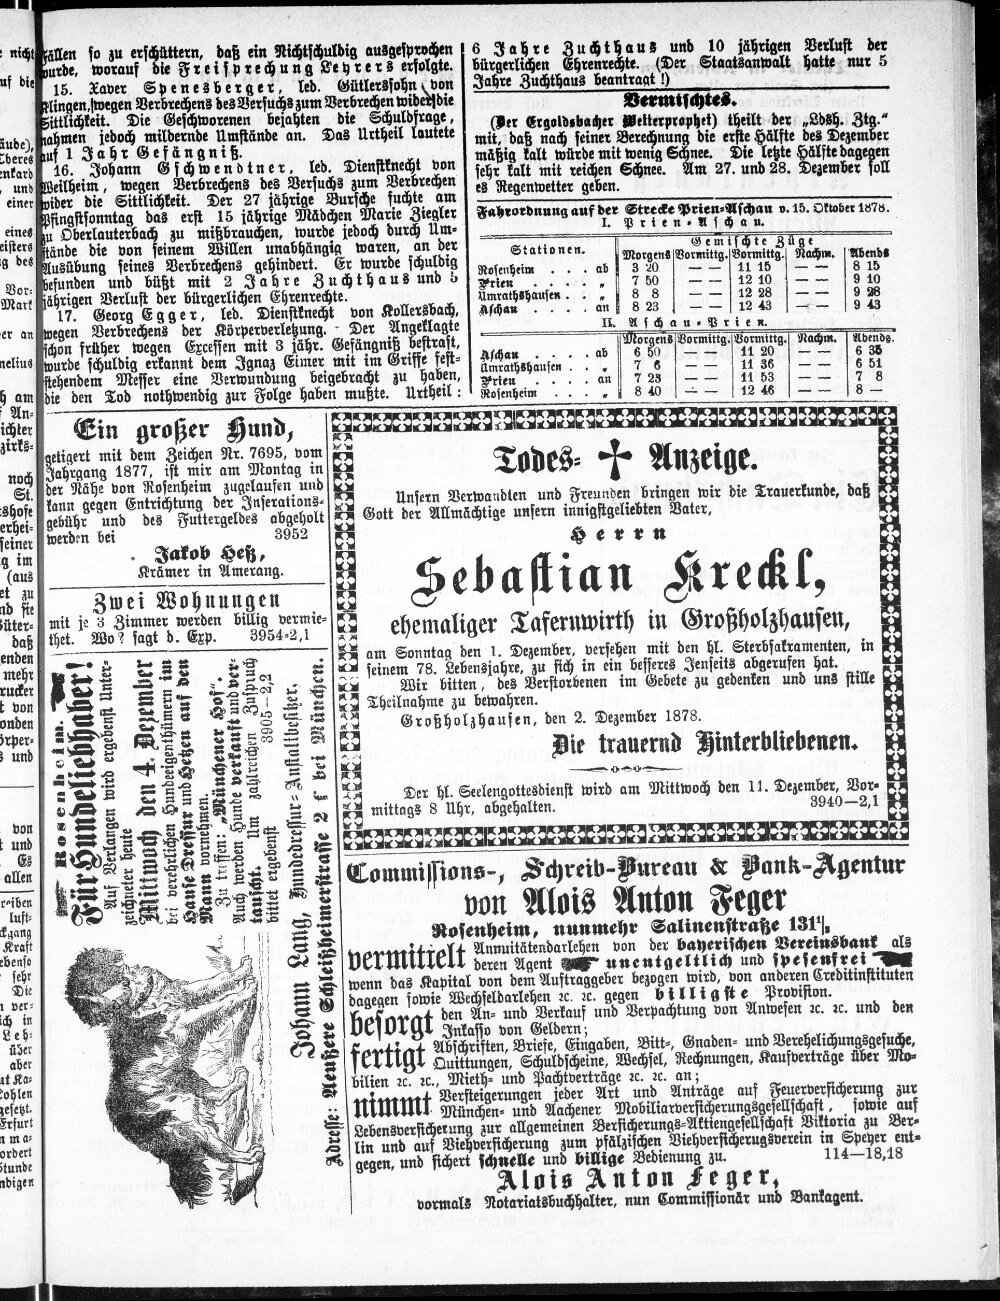 Fällen so zu erschüttern, daß ein Nichtschuldig ausgesprochen
wurde, worauf die Freisprechung Leyrers erfolgte.
15. Xaver Spenesberger, led. Gütlerssohn von
Klingen, wegen Verbrechens des Versuchs zum Verbrechen wider die
Sittlichkeit. Die Geschworenen bejahten die Schuldfrage,
nahmen jedoch mildernde Umstände an. Das Urtheil lautete
auf 1 Jahr Gefängniß.
16. Johann Gschwendtner, led. Dienstknecht von
Weilheim, wegen Verbrechens des Versuchs zum Verbrechen
wider die Sittlichkeit. Der 27 jährige Bursche suchte am
Pfingstsonntag das erst 15 jährige Mädchen Marie Ziegler
zu Oberlauterbach zu mißbrauchen, wurde jedoch durch Um-
stände die von seinem Willen unabhängig waren, an der
Ausübung seines Verbrechens gehindert. Er wurde schuldig
befunden und büßt mit 2 Jahre Zuchthaus und 5
jährigen Verlust der bürgerlichen Ehrenrechte.
17. Georg Egger, led. Dienstknecht von Kollersbach,
wegen Verbrechens der Körperverletzung. Der Angeklagte
schon früher wegen Excessen mit 3 jähr. Gefängniß bestraft,
wurde schuldig erkannt dem Ignaz Eimer mit im Griffe fest-
stehendem Messer eine Verwundung beigebracht zu haben,
die den Tod nothwendig zur Folge haben mußte. Urtheil:
6 Jahre Zuchthaus und 10 jährigen Verlust der
bürgerlichen Ehrenrechte. (Der Staatsanwalt hatte nur 5
Jahre Zuchthaus beantragt!)
Vermischtes.
(Der Ergoldsbacher Wetterprophet) theilt der „Ldsh. Ztg.“
mit, daß nach seiner Berechnung die erste Hälfte des Dezember
mäßig kalt würde mit wenig Schnee. Die letzte Hälfte dagegen
sehr kalt mit reichen Schnee. Am 27. und 28. Dezember soll
es Regenwetter geben.
Fahrordnung auf der Strecke Prien-Aschau v. 15. Oktober 1878.
I. Prien-Aschau.
Stationen. Gemischte Züge
Morgens Vormittg. Vormittg. Nachm. Abends
Rosenheim . . . ab 3 20 — — 11 15 — — 8 15
Prien . . . . „ 7 50 — — 12 10 — — 9 10
Umrathshausen . . „ 8 8 — — 12 28 — — 9 28
Aschau . . . . an 8 23 — — 12 43 — — 9 43
II. Aschau-Prien.
Morgens Vormittg. Vormittg. Nachm. Abends.
Aschau . . . . ab 6 50 — — 11 20 — — 6 35
Umrathshausen . . „ 7 6 — — 11 36 — — 6 51
Prien . . . . an 7 23 — — 11 53 — — 7 8
Rosenheim . . . „ 8 40 — — 12 46 — — 8 —
Ein großer Hund,
getigert mit dem Zeichen Nr. 7695, vom
Jahrgang 1877, ist mir am Montag in
der Nähe von Rosenheim zugelaufen und
kann gegen Entrichtung der Inserations-
gebühr und des Futtergeldes abgeholt
werden bei 3952
Jakob Heß,
Krämer in Amerang.
Zwei Wohnungen
mit je 3 Zimmer werden billig vermie-
thet. Wo? sagt d. Exp. 3954-2,1
Rosenheim.
Für Hundeliebhaber!
Auf Verlangen wird ergebenst Unter-
zeichneter heute
Mittwoch den 4. Dezember
bei verehrlichen Hundeeigenthümern im
Hause Dressur und Hetzen auf den
Mann vornehmen.
Zu treffen: „Münchener Hof“.
Auch werden Hunde verkauft und ver-
tauscht. Um zahlreichen Zuspruch
bittet ergebenst 3905-2,2
Johann Lang, Hundedressur-Anstaltbesitzer,
Adresse: Aeußere Schleißheimerstrasse 2 f bei München.
Todes- Anzeige.
Unsern Verwandten und Freunden bringen wir die Trauerkunde, daß
Gott der Allmächtige unsern innigstgeliebten Vater,
Herrn
Sebastian Kreckl,
ehemaliger Tafernwirth in Großholzhausen,
am Sonntag den 1. Dezember, versehen mit den hl. Sterbsakramenten, in
seinem 78. Lebensjahre, zu sich in ein besseres Jenseits abgerufen hat.
Wir bitten, des Verstorbenen im Gebete zu gedenken und uns stille
Theilnahme zu bewahren.
Großholzhausen, den 2. Dezember 1878.
Die trauernd Hinterbliebenen.
Der hl. Seelengottesdienst wird am Mittwoch den 11. Dezember, Vor-
mittags 8 Uhr, abgehalten. 3940—2,1
Commissions-, Schreib-Bureau & Bank-Agentur
von Alois Anton Feger
Rosenheim, nunmehr Salinenstraße 131
vermittelt Annuitätendarlehen von der bayerischen Vereinsbank als
deren Agent unentgeltlich und spesenfrei
wenn das Kapital von dem Auftraggeber bezogen wird, von anderen Creditinstituten
dagegen sowie Wechseldarlehen ꝛc. ꝛc. gegen billigste Provision.
besorgt den An- und Verkauf und Verpachtung von Anwesen ꝛc. ꝛc. und den
Inkasso von Geldern;
fertigt Abschriften, Briefe, Eingaben, Bitt-, Gnaden- und Verehelichungsgesuche,
Quittungen, Schuldscheine, Wechsel, Rechnungen, Kaufverträge über Mo-
bilien ꝛc. ꝛc., Mieth- und Pachtverträge ꝛc. ꝛc. an;
nimmt Versteigerungen jeder Art und Anträge auf Feuerversicherung zur
München- und Aachener Mobiliarversicherungsgesellschaft, sowie auf
Lebensversicherung zur allgemeinen Versicherungs-Aktiengesellschaft Viktoria zu Ber-
lin und auf Viehversicherung zum pfälzischen Viehversicherugsverein in Speyer ent-
gegen, und sichert schnelle und billige Bedienung zu. 114—18,18
Alois Anton Feger,
vormals Notariatsbuchhalter, nun Commissionär und Bankagent.